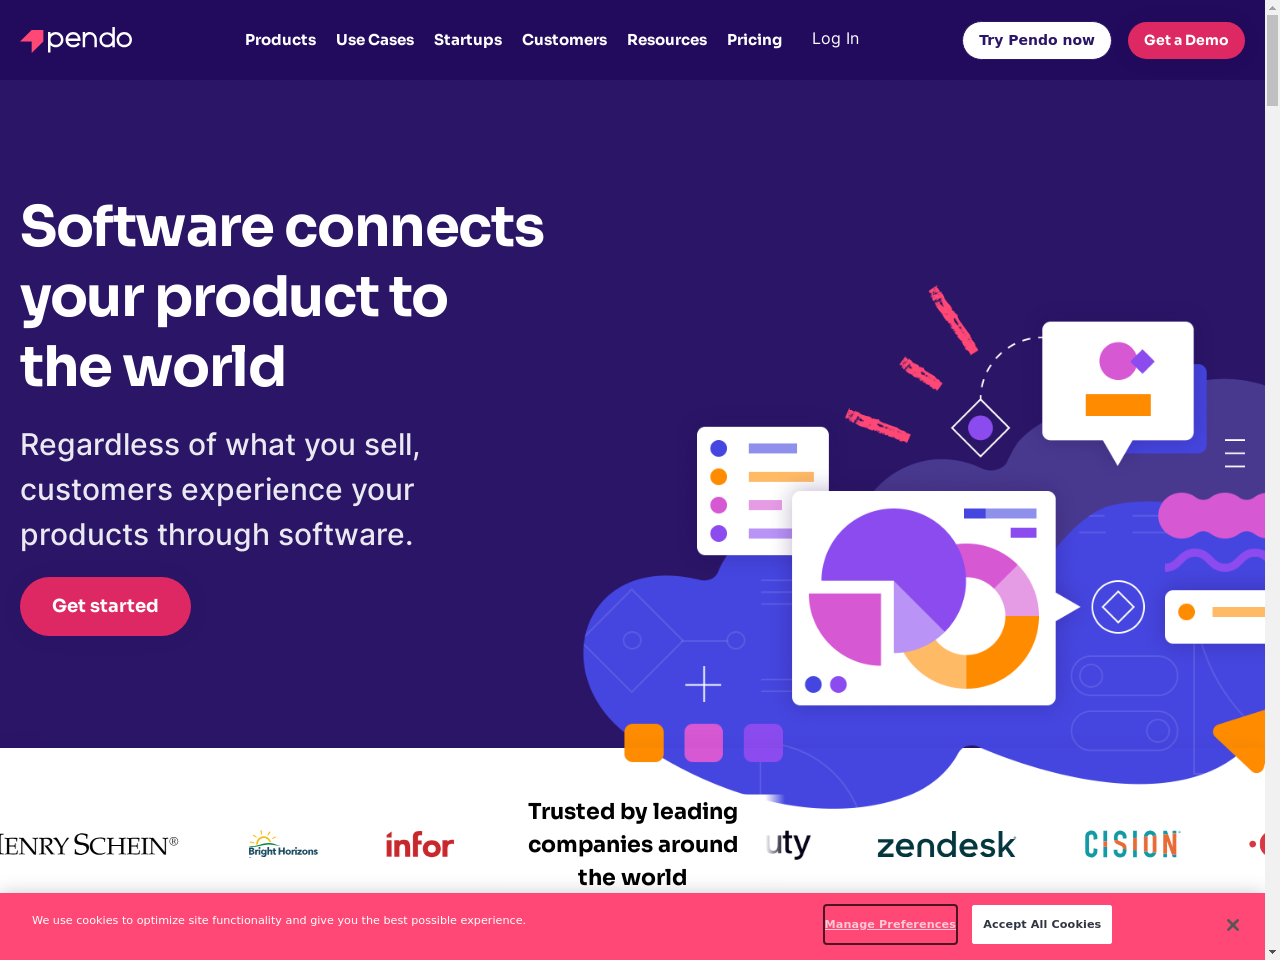 pendo
Products
Use Cases
Startups
Customers
Resources
Pricing
Log In
Try Pendo now
Get a Demo
Software connects
your product to
the world
Regardless of what you sell,
customers experience your
products through software.
Get started
Trusted by leading
companies around
the world
HENRY SCHEIN®
Bright Horizons
infor
uty
zendesk
CISION
We use cookies to optimize site functionality and give you the best possible experience.
Manage Preferences
Accept All Cookies